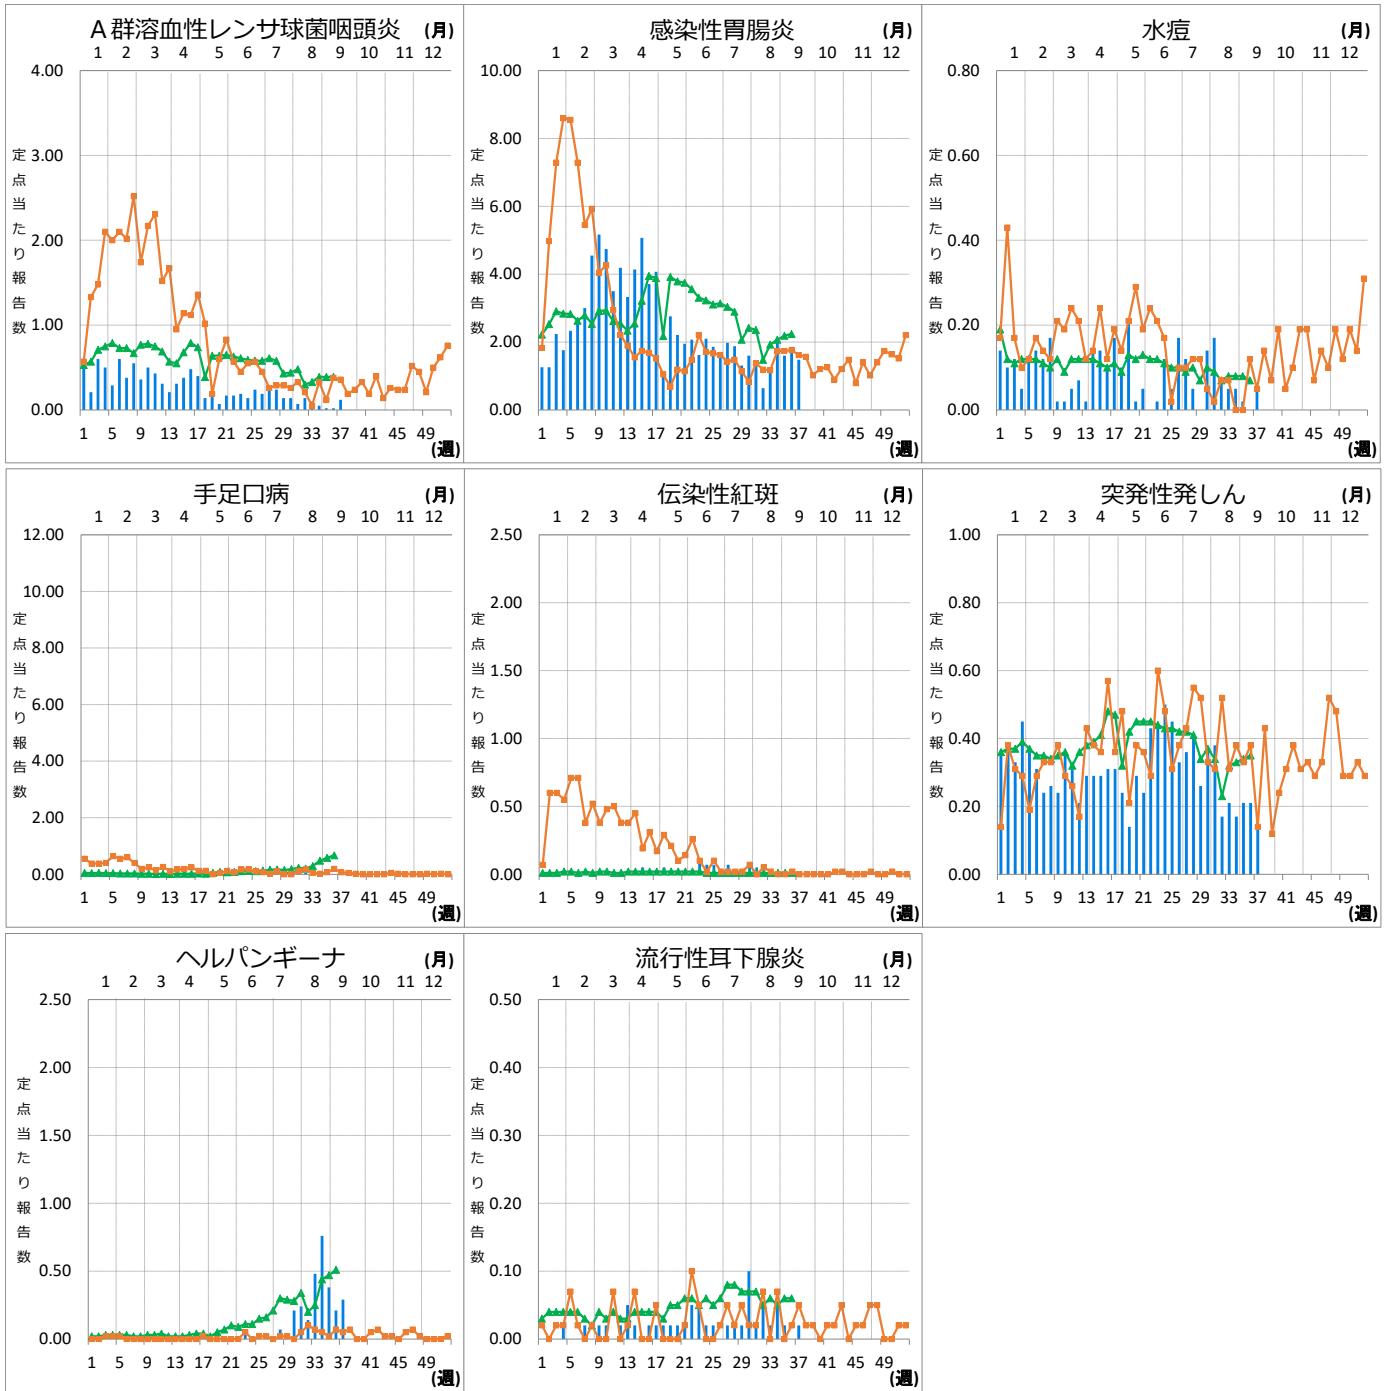 A群溶血性レンサ球菌咽頭炎 (月)
1 2 3 4 5 6 7 8 9 10 11 12
4.00
3.00
2.00
1.00
0.00
定点当たり報告数
1 5 9 13 17 21 25 29 33 37 41 45 49
(週)
感染性胃腸炎 (月)
1 2 3 4 5 6 7 8 9 10 11 12
10.00
8.00
6.00
4.00
2.00
0.00
定点当たり報告数
1 5 9 13 17 21 25 29 33 37 41 45 49
(週)
水痘 (月)
1 2 3 4 5 6 7 8 9 10 11 12
0.80
0.60
0.40
0.20
0.00
定点当たり報告数
1 5 9 13 17 21 25 29 33 37 41 45 49
(週)
手足口病 (月)
1 2 3 4 5 6 7 8 9 10 11 12
12.00
10.00
8.00
6.00
4.00
2.00
0.00
定点当たり報告数
1 5 9 13 17 21 25 29 33 37 41 45 49
(週)
伝染性紅斑 (月)
1 2 3 4 5 6 7 8 9 10 11 12
2.50
2.00
1.50
1.00
0.50
0.00
定点当たり報告数
1 5 9 13 17 21 25 29 33 37 41 45 49
(週)
突発性発しん (月)
1 2 3 4 5 6 7 8 9 10 11 12
1.00
0.80
0.60
0.40
0.20
0.00
定点当たり報告数
1 5 9 13 17 21 25 29 33 37 41 45 49
(週)
ヘルパンギーナ (月)
1 2 3 4 5 6 7 8 9 10 11 12
2.50
2.00
1.50
1.00
0.50
0.00
定点当たり報告数
1 5 9 13 17 21 25 29 33 37 41 45 49
(週)
流行性耳下腺炎 (月)
1 2 3 4 5 6 7 8 9 10 11 12
0.50
0.40
0.30
0.20
0.10
0.00
定点当たり報告数
1 5 9 13 17 21 25 29 33 37 41 45 49
(週)